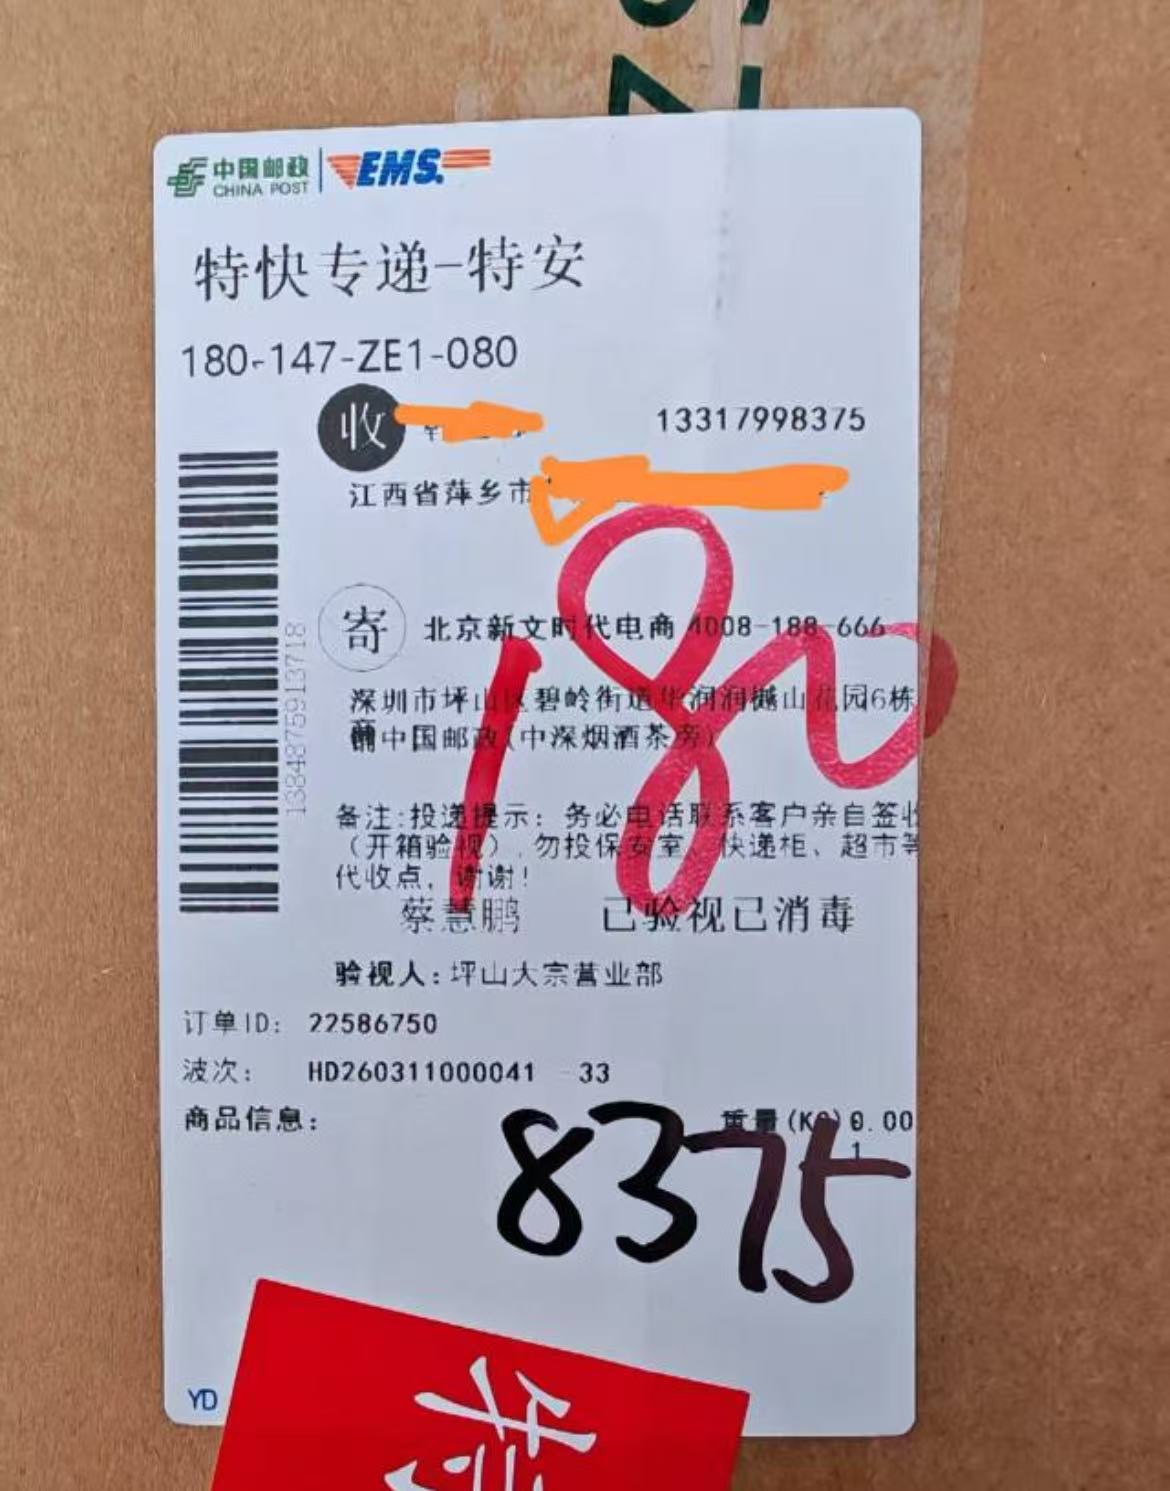 中国邮政
CHINA POST
EMS
特快专递-特安
180-147-ZE1-080
收
13317998375
江西省萍乡市
寄
北京新文时代电商 4008-188-666
深圳市坪山区碧岭街道华润润樾山花园6栋
中国邮政(中深烟酒茶旁)
备注:投递提示: 务必电话联系客户亲自签收
(开箱验视), 勿投保安室、快递柜、超市等
代收点, 谢谢!
蔡慧鹏 已验视已消毒
验视人: 坪山大宗营业部
订单ID: 22586750
波次: HD260311000041 33
商品信息:
重量(KG) 0.00
1
1384875913718
182
8375
YD
特